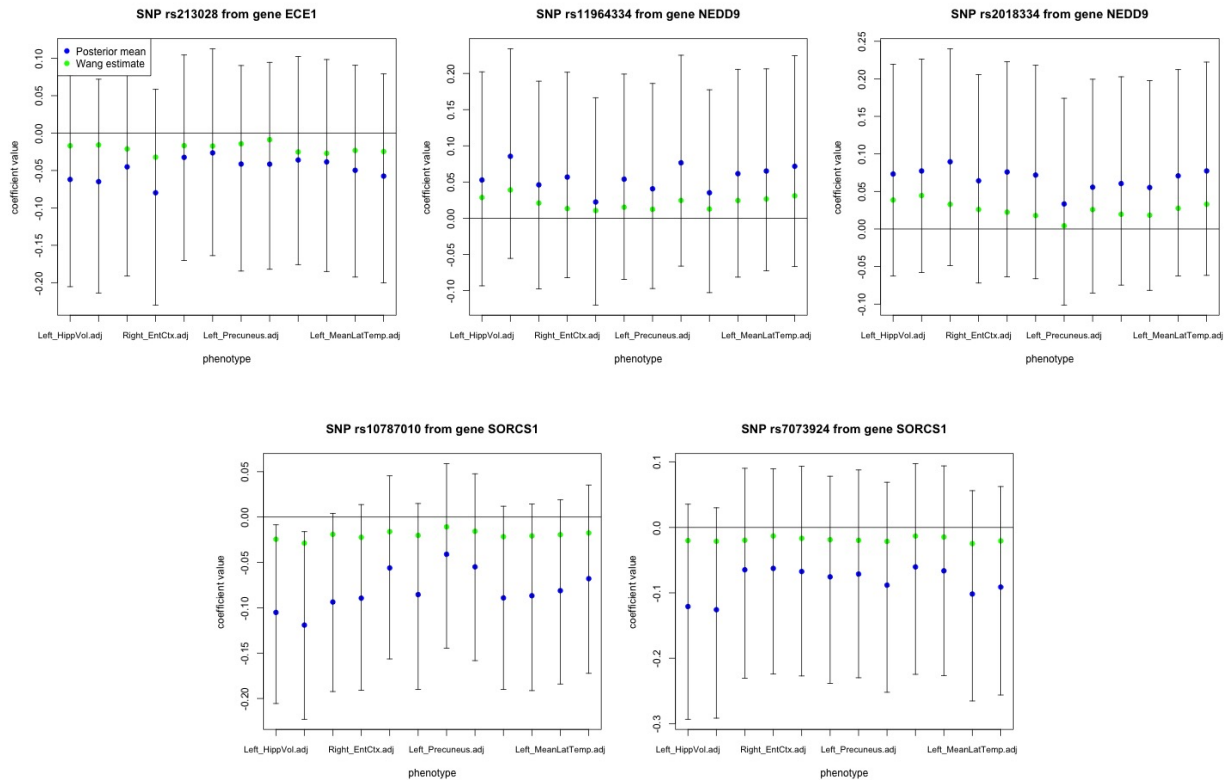 SNP rs213028 from gene ECE1
Posterior mean
Wang estimate
coefficient value
0.10
0.05
0.00
-0.05
-0.10
-0.15
-0.20
Left_HippVol.adj Right_EntCtx.adj Left_Precuneus.adj Left_MeanLatTemp.adj
phenotype
SNP rs11964334 from gene NEDD9
coefficient value
0.20
0.15
0.10
0.05
0.00
-0.05
-0.10
Left_HippVol.adj Right_EntCtx.adj Left_Precuneus.adj Left_MeanLatTemp.adj
phenotype
SNP rs2018334 from gene NEDD9
coefficient value
0.25
0.20
0.15
0.10
0.05
0.00
-0.05
-0.10
Left_HippVol.adj Right_EntCtx.adj Left_Precuneus.adj Left_MeanLatTemp.adj
phenotype
SNP rs10787010 from gene SORCS1
coefficient value
0.05
0.00
-0.05
-0.10
-0.15
-0.20
Left_HippVol.adj Right_EntCtx.adj Left_Precuneus.adj Left_MeanLatTemp.adj
phenotype
SNP rs7073924 from gene SORCS1
coefficient value
0.1
0.0
-0.1
-0.2
-0.3
Left_HippVol.adj Right_EntCtx.adj Left_Precuneus.adj Left_MeanLatTemp.adj
phenotype